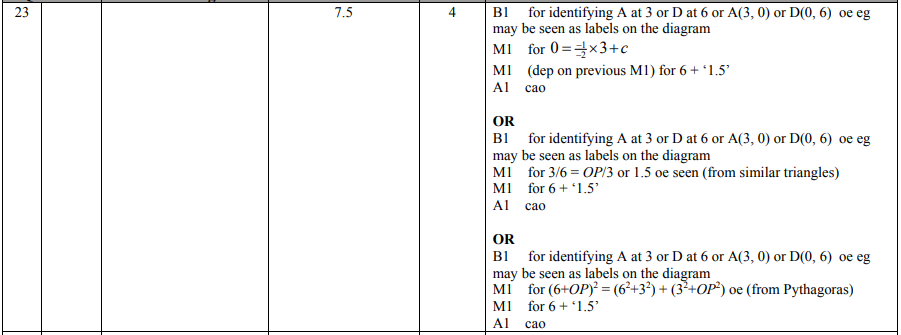 23 7.5 4 B1 for identifying A at 3 or D at 6 or A(3, 0) or D(0, 6) oe eg
may be seen as labels on the diagram
M1 for 0 = -1/-2 × 3 + c
M1 (dep on previous M1) for 6 + ‘1.5’
A1 cao
OR
B1 for identifying A at 3 or D at 6 or A(3, 0) or D(0, 6) oe eg
may be seen as labels on the diagram
M1 for 3/6 = OP/3 or 1.5 oe seen (from similar triangles)
M1 for 6 + ‘1.5’
A1 cao
OR
B1 for identifying A at 3 or D at 6 or A(3, 0) or D(0, 6) oe eg
may be seen as labels on the diagram
M1 for (6+OP)² = (6²+3²) + (3²+OP²) oe (from Pythagoras)
M1 for 6 + ‘1.5’
A1 cao